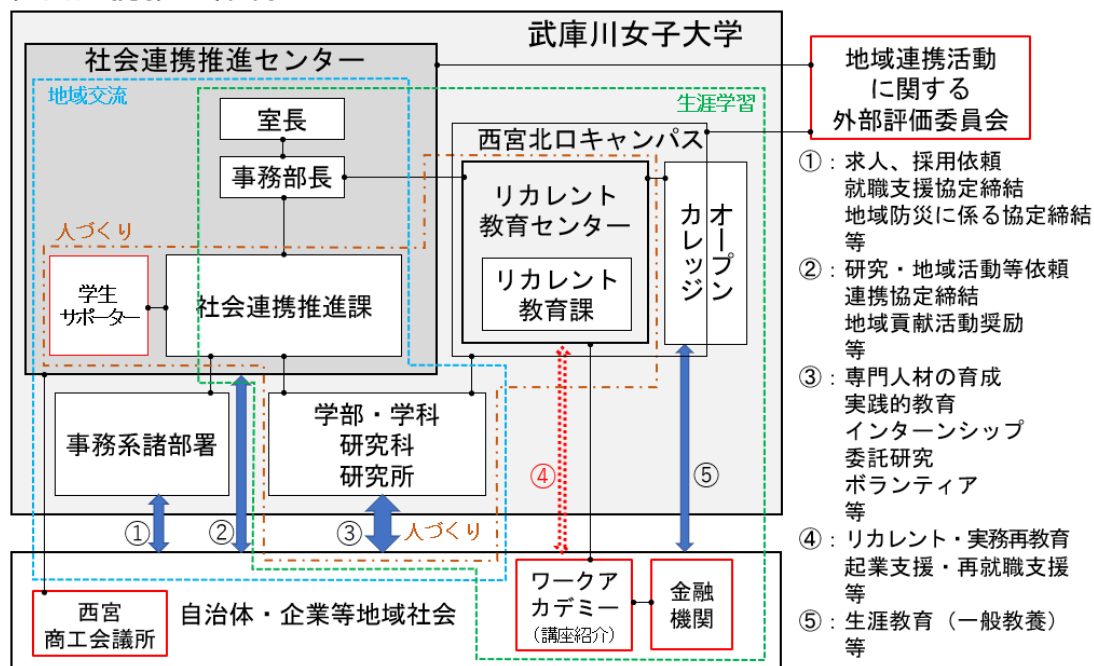 武庫川女子大学
社会連携推進センター
地域交流
生涯学習
室長
事務部長
西宮北口キャンパス
リカレント
教育センター
リカレント
教育課
オープン
カレッジ
人づくり
学生
サポーター
社会連携推進課
事務系諸部署
学部・学科
研究科
研究所
①
②
③
人づくり
④
⑤
西宮
商工会議所
自治体・企業等地域社会
ワークア
カデミー
(講座紹介)
金融
機関
地域連携活動
に関する
外部評価委員会
①：求人、採用依頼
就職支援協定締結
地域防災に係る協定締結
等
②：研究・地域活動等依頼
連携協定締結
地域貢献活動奨励
等
③：専門人材の育成
実践的教育
インターンシップ
委託研究
ボランティア
等
④：リカレント・実務再教育
起業支援・再就職支援
等
⑤：生涯教育（一般教養）
等